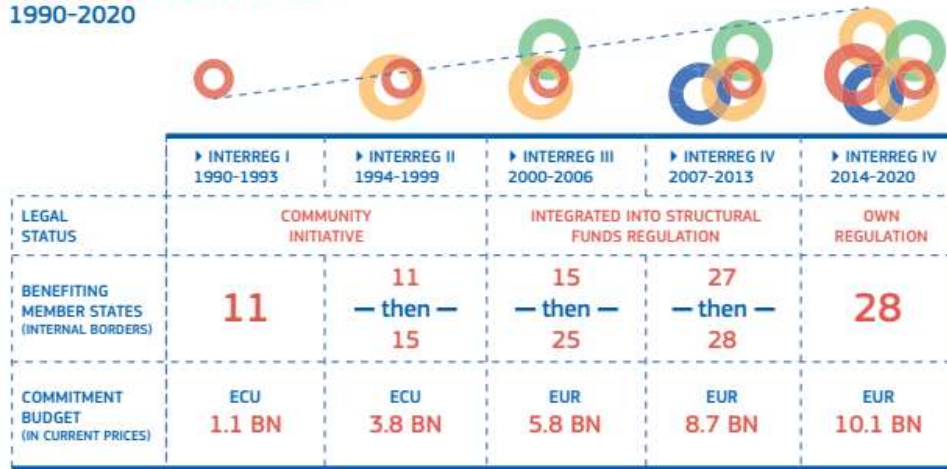 1990-2020
▸ INTERREG I
1990-1993
▸ INTERREG II
1994-1999
▸ INTERREG III
2000-2006
▸ INTERREG IV
2007-2013
▸ INTERREG IV
2014-2020
LEGAL
STATUS
COMMUNITY
INITIATIVE
INTEGRATED INTO STRUCTURAL
FUNDS REGULATION
OWN
REGULATION
BENEFITING
MEMBER STATES
(INTERNAL BORDERS)
11
11
— then —
15
15
— then —
25
27
— then —
28
28
COMMITMENT
BUDGET
(IN CURRENT PRICES)
ECU
1.1 BN
ECU
3.8 BN
EUR
5.8 BN
EUR
8.7 BN
EUR
10.1 BN